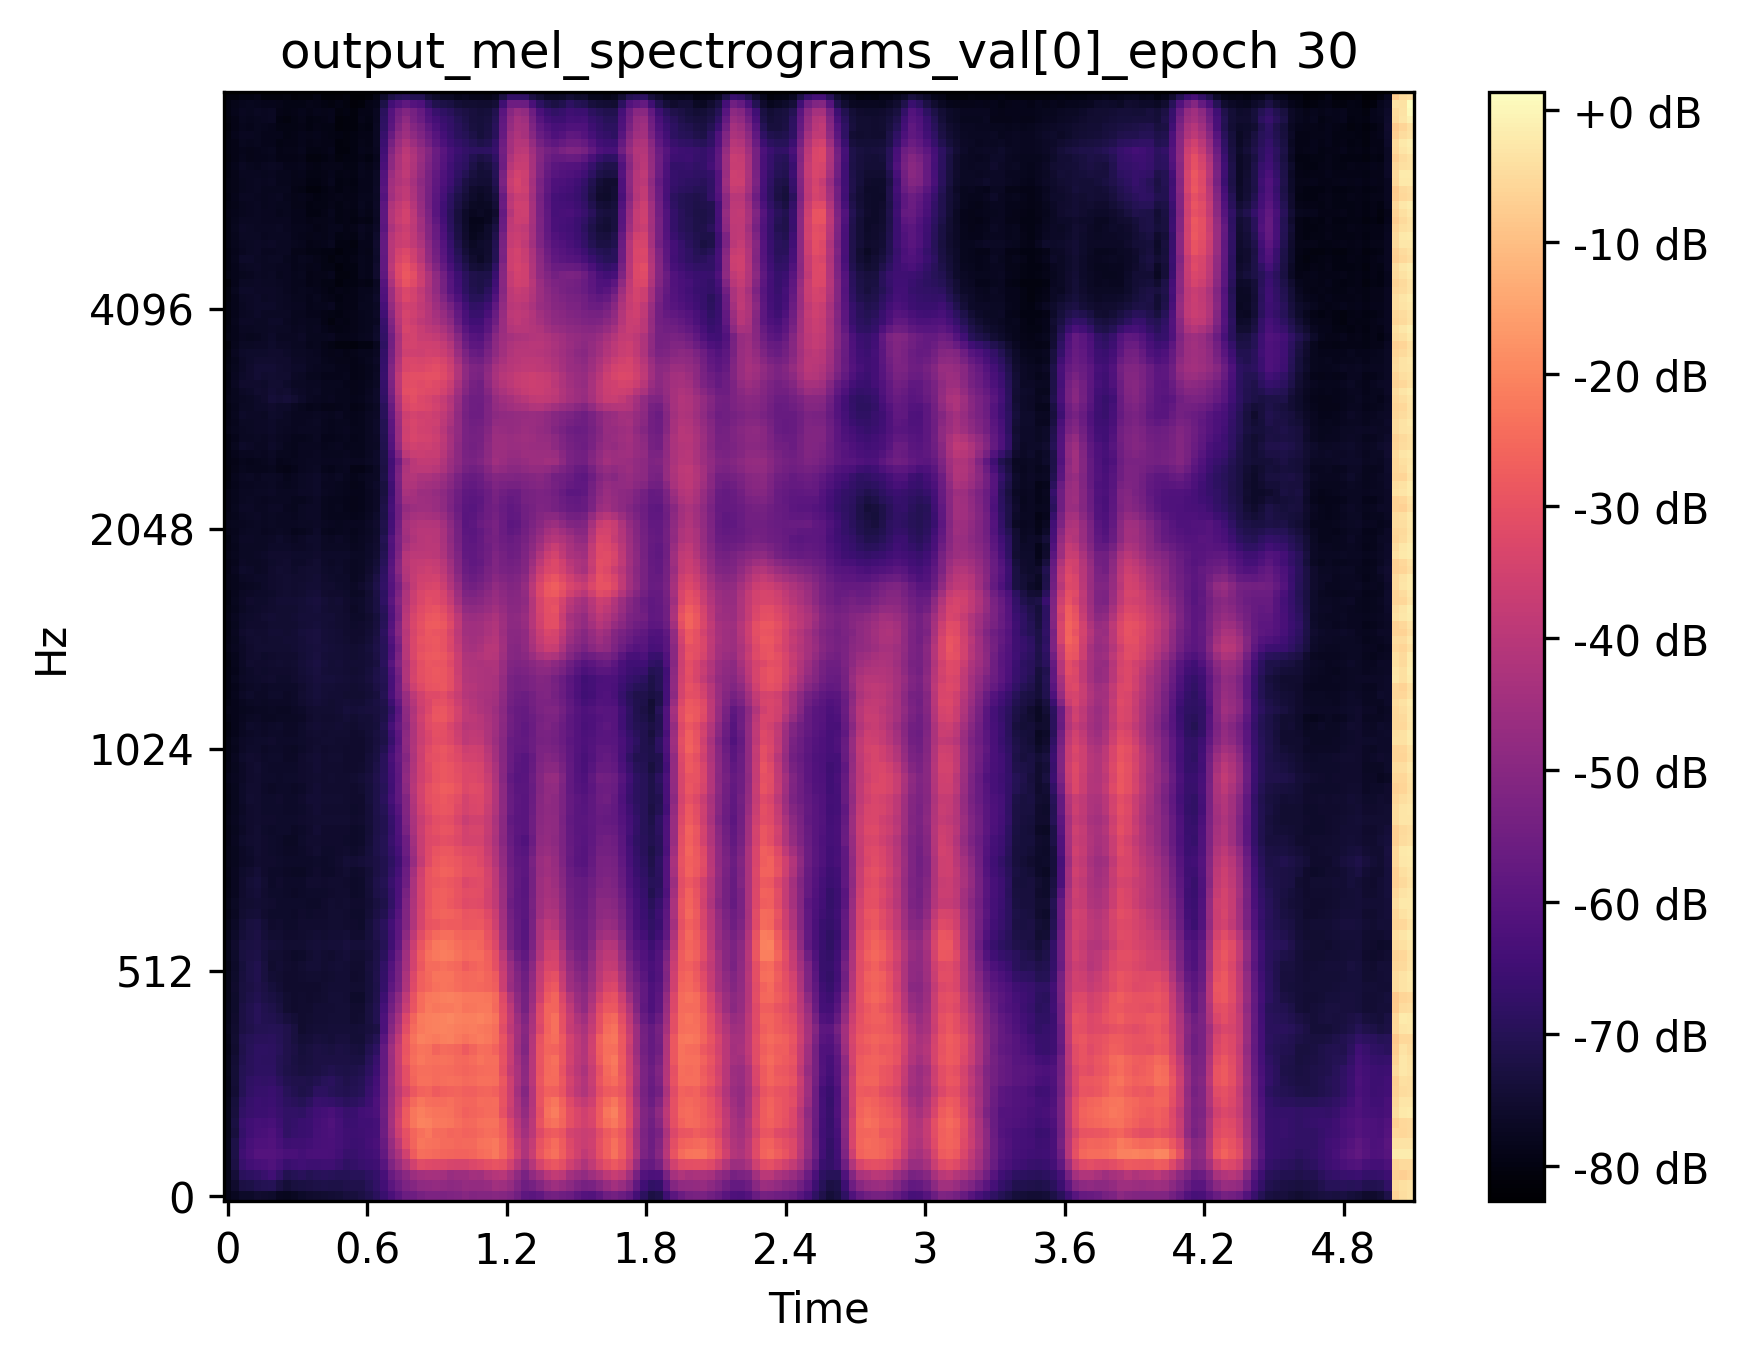 output_mel_spectrograms_val[0]_epoch 30
+0 dB
-10 dB
-20 dB
-30 dB
-40 dB
-50 dB
-60 dB
-70 dB
-80 dB
Hz
4096
2048
1024
512
0
0 0.6 1.2 1.8 2.4 3 3.6 4.2 4.8
Time